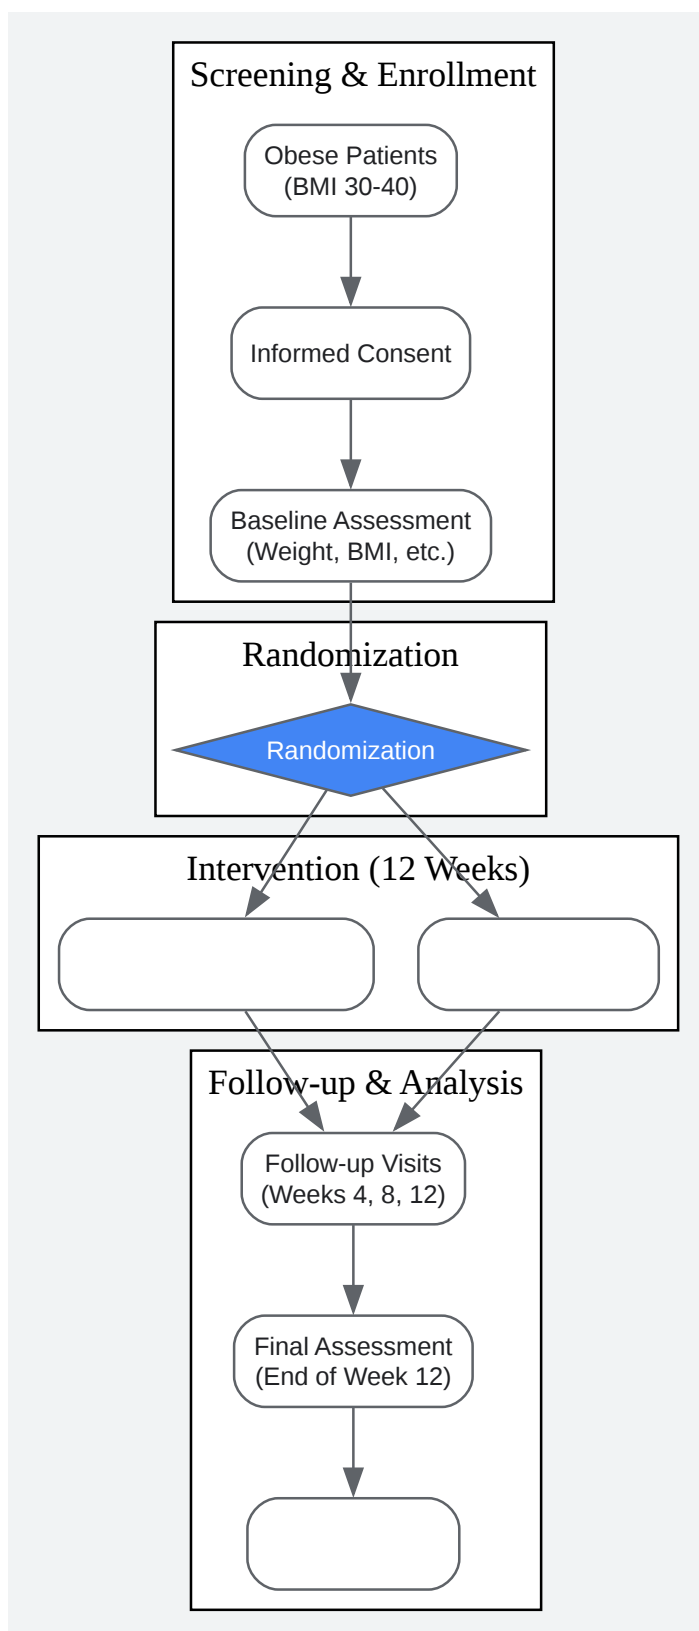 Screening & Enrollment
Obese Patients
(BMI 30-40)
Informed Consent
Baseline Assessment
(Weight, BMI, etc.)
Randomization
Randomization
Intervention (12 Weeks)
Follow-up & Analysis
Follow-up Visits
(Weeks 4, 8, 12)
Final Assessment
(End of Week 12)